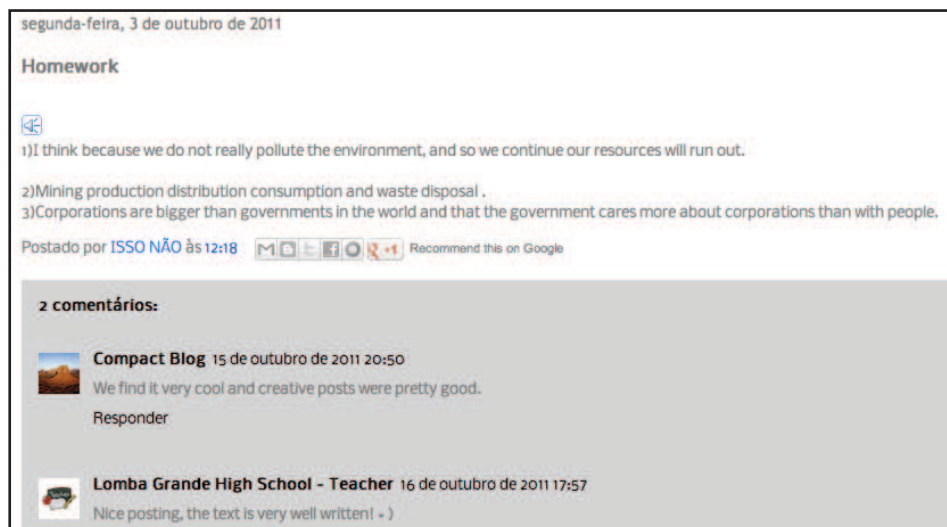 segunda-feira, 3 de outubro de 2011
Homework
1)I think because we do not really pollute the environment, and so we continue our resources will run out.
2)Mining production distribution consumption and waste disposal .
3)Corporations are bigger than governments in the world and that the government cares more about corporations than with people.
Postado por ISSO NÃO às 12:18 +1 Recommend this on Google
2 comentários:
Compact Blog 15 de outubro de 2011 20:50
We find it very cool and creative posts were pretty good.
Responder
Lomba Grande High School - Teacher 16 de outubro de 2011 17:57
Nice posting, the text is very well written! = )